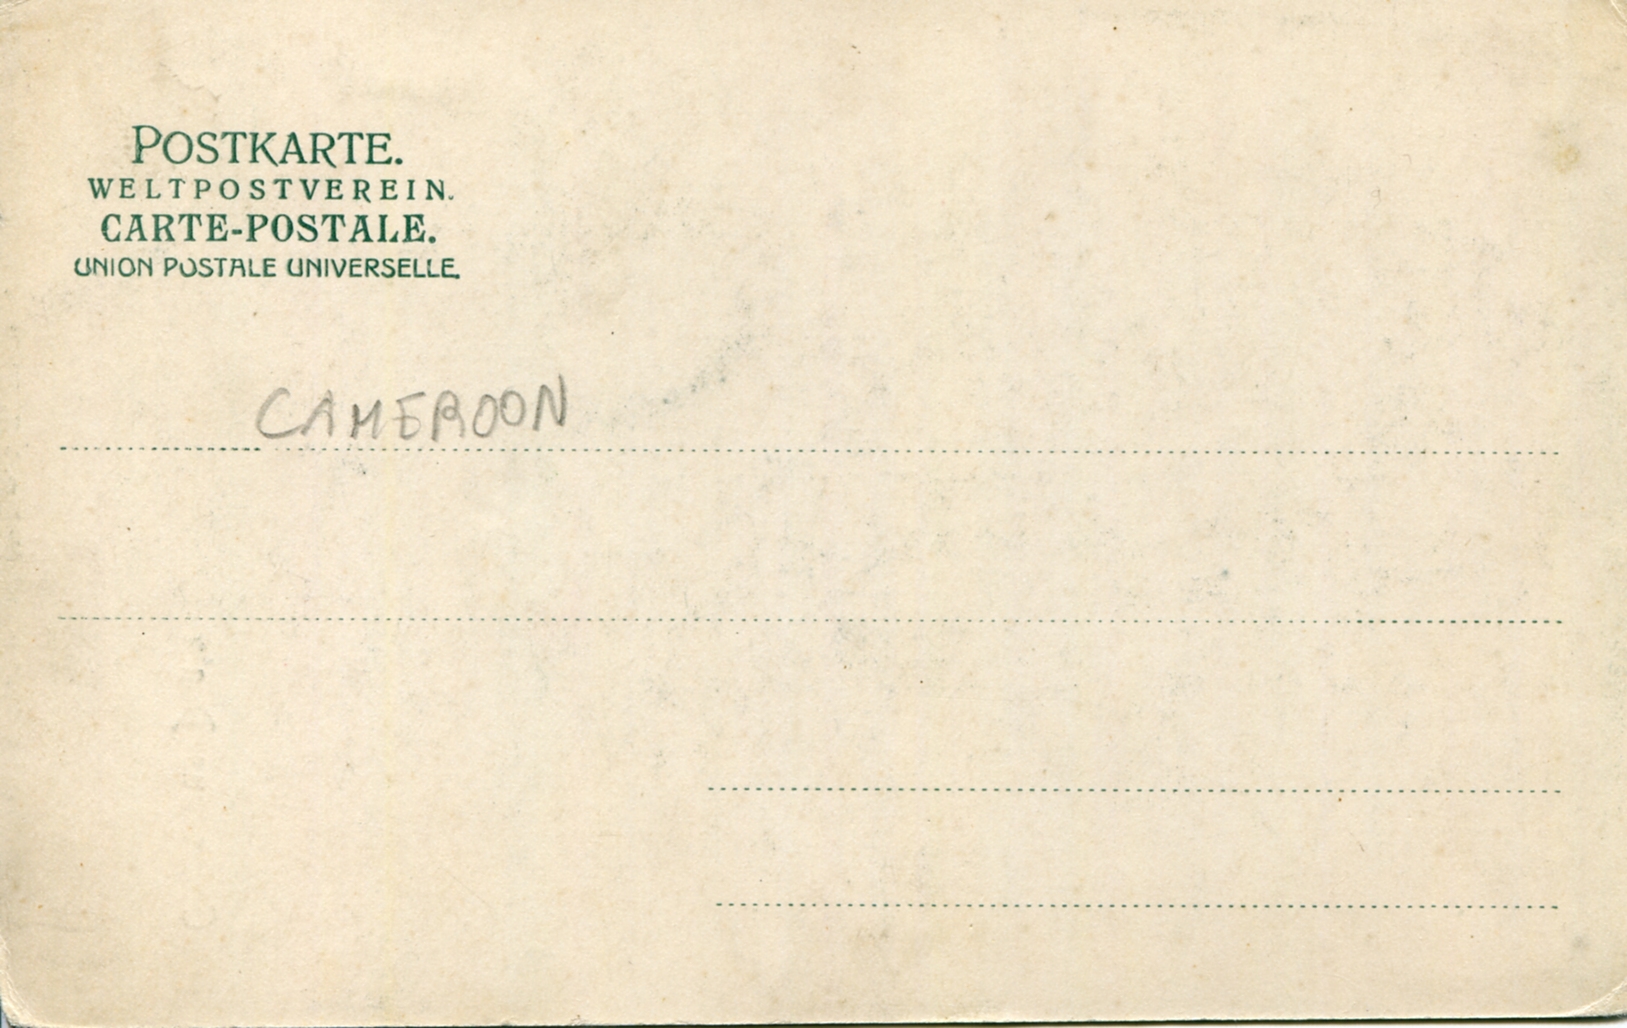 POSTKARTE.
WELTPOSTVEREIN.
CARTE-POSTALE.
UNION POSTALE UNIVERSELLE.
CAMEROON